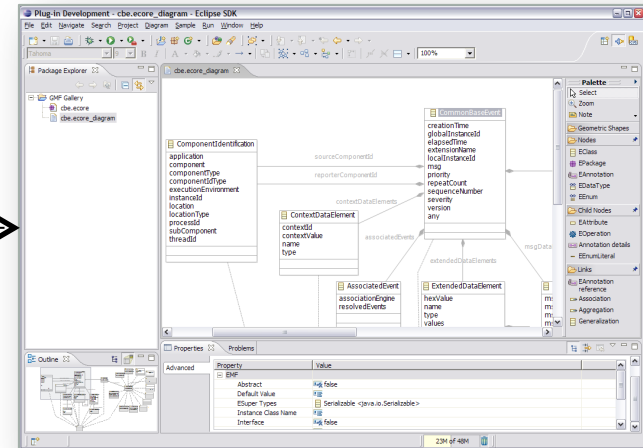 Plug-in Development - cbe.ecore_diagram - Eclipse SDK
File Edit Navigate Search Project Diagram Sample Run Window Help
Tahoma
100%
Package Explorer
GMF Gallery
cbe.ecore
cbe.ecore_diagram
cbe.ecore_diagram
CommonBaseEvent
creationTime
globalInstanceId
elapsedTime
extensionName
localInstanceId
msg
priority
repeatCount
sequenceNumber
severity
version
any
ComponentIdentification
application
component
componentType
componentIdType
executionEnvironment
instanceId
location
locationType
processId
subComponent
threadId
sourceComponentId
reporterComponentId
contextDataElements
ContextDataElement
contextId
contextValue
name
type
associatedEvents
extendedDataElements
msgData
AssociatedEvent
associationEngine
resolvedEvents
ExtendedDataElement
hexValue
name
type
values
Palette
Select
Zoom
Note
Geometric Shapes
Nodes
EClass
EPackage
EAnnotation
EDataType
EEnum
Child Nodes
EAttribute
EOperation
Annotation details
EEnumLiteral
Links
EAnnotation
reference
Association
Aggregation
Generalization
Outline
Properties Problems
Advanced
Property Value
EMF
Abstract false
Default Value
ESuper Types Serializable <java.io.Serializable>
Instance Class Name
Interface false
23M of 48M